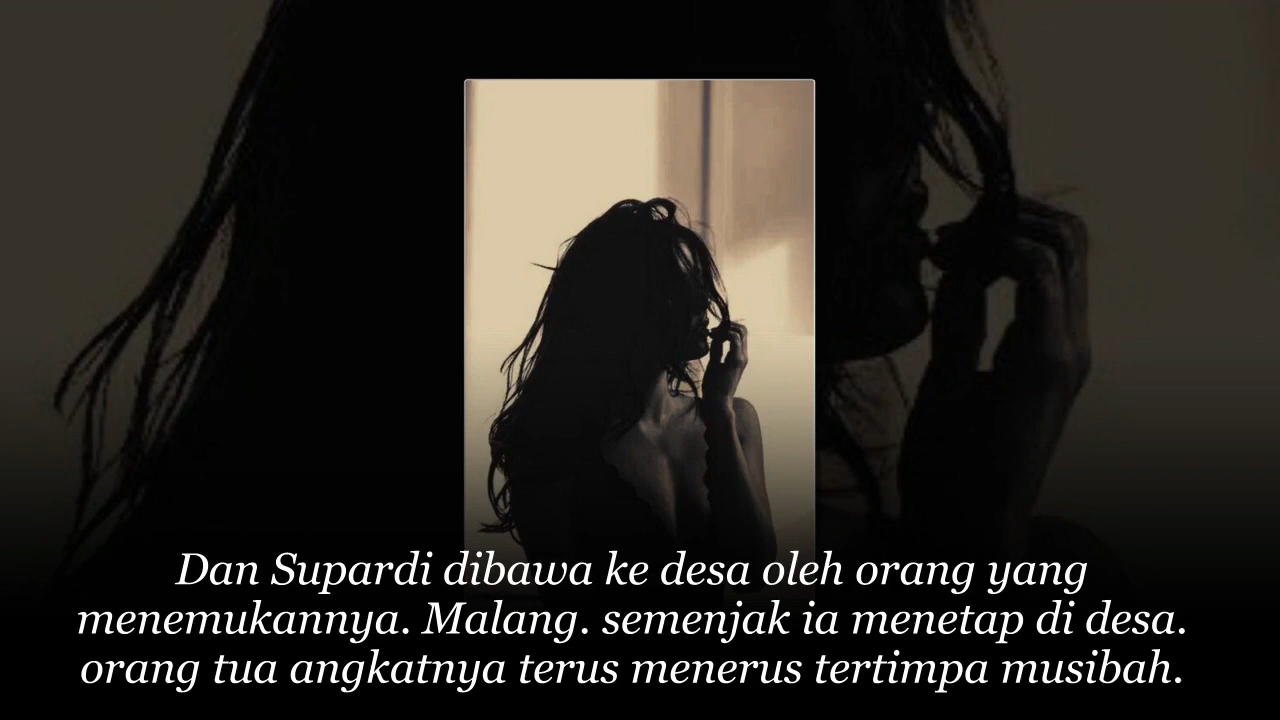 Dan Supardi dibawa ke desa oleh orang yang
menemukannya. Malang. semenjak ia menetap di desa.
orang tua angkatnya terus menerus tertimpa musibah.